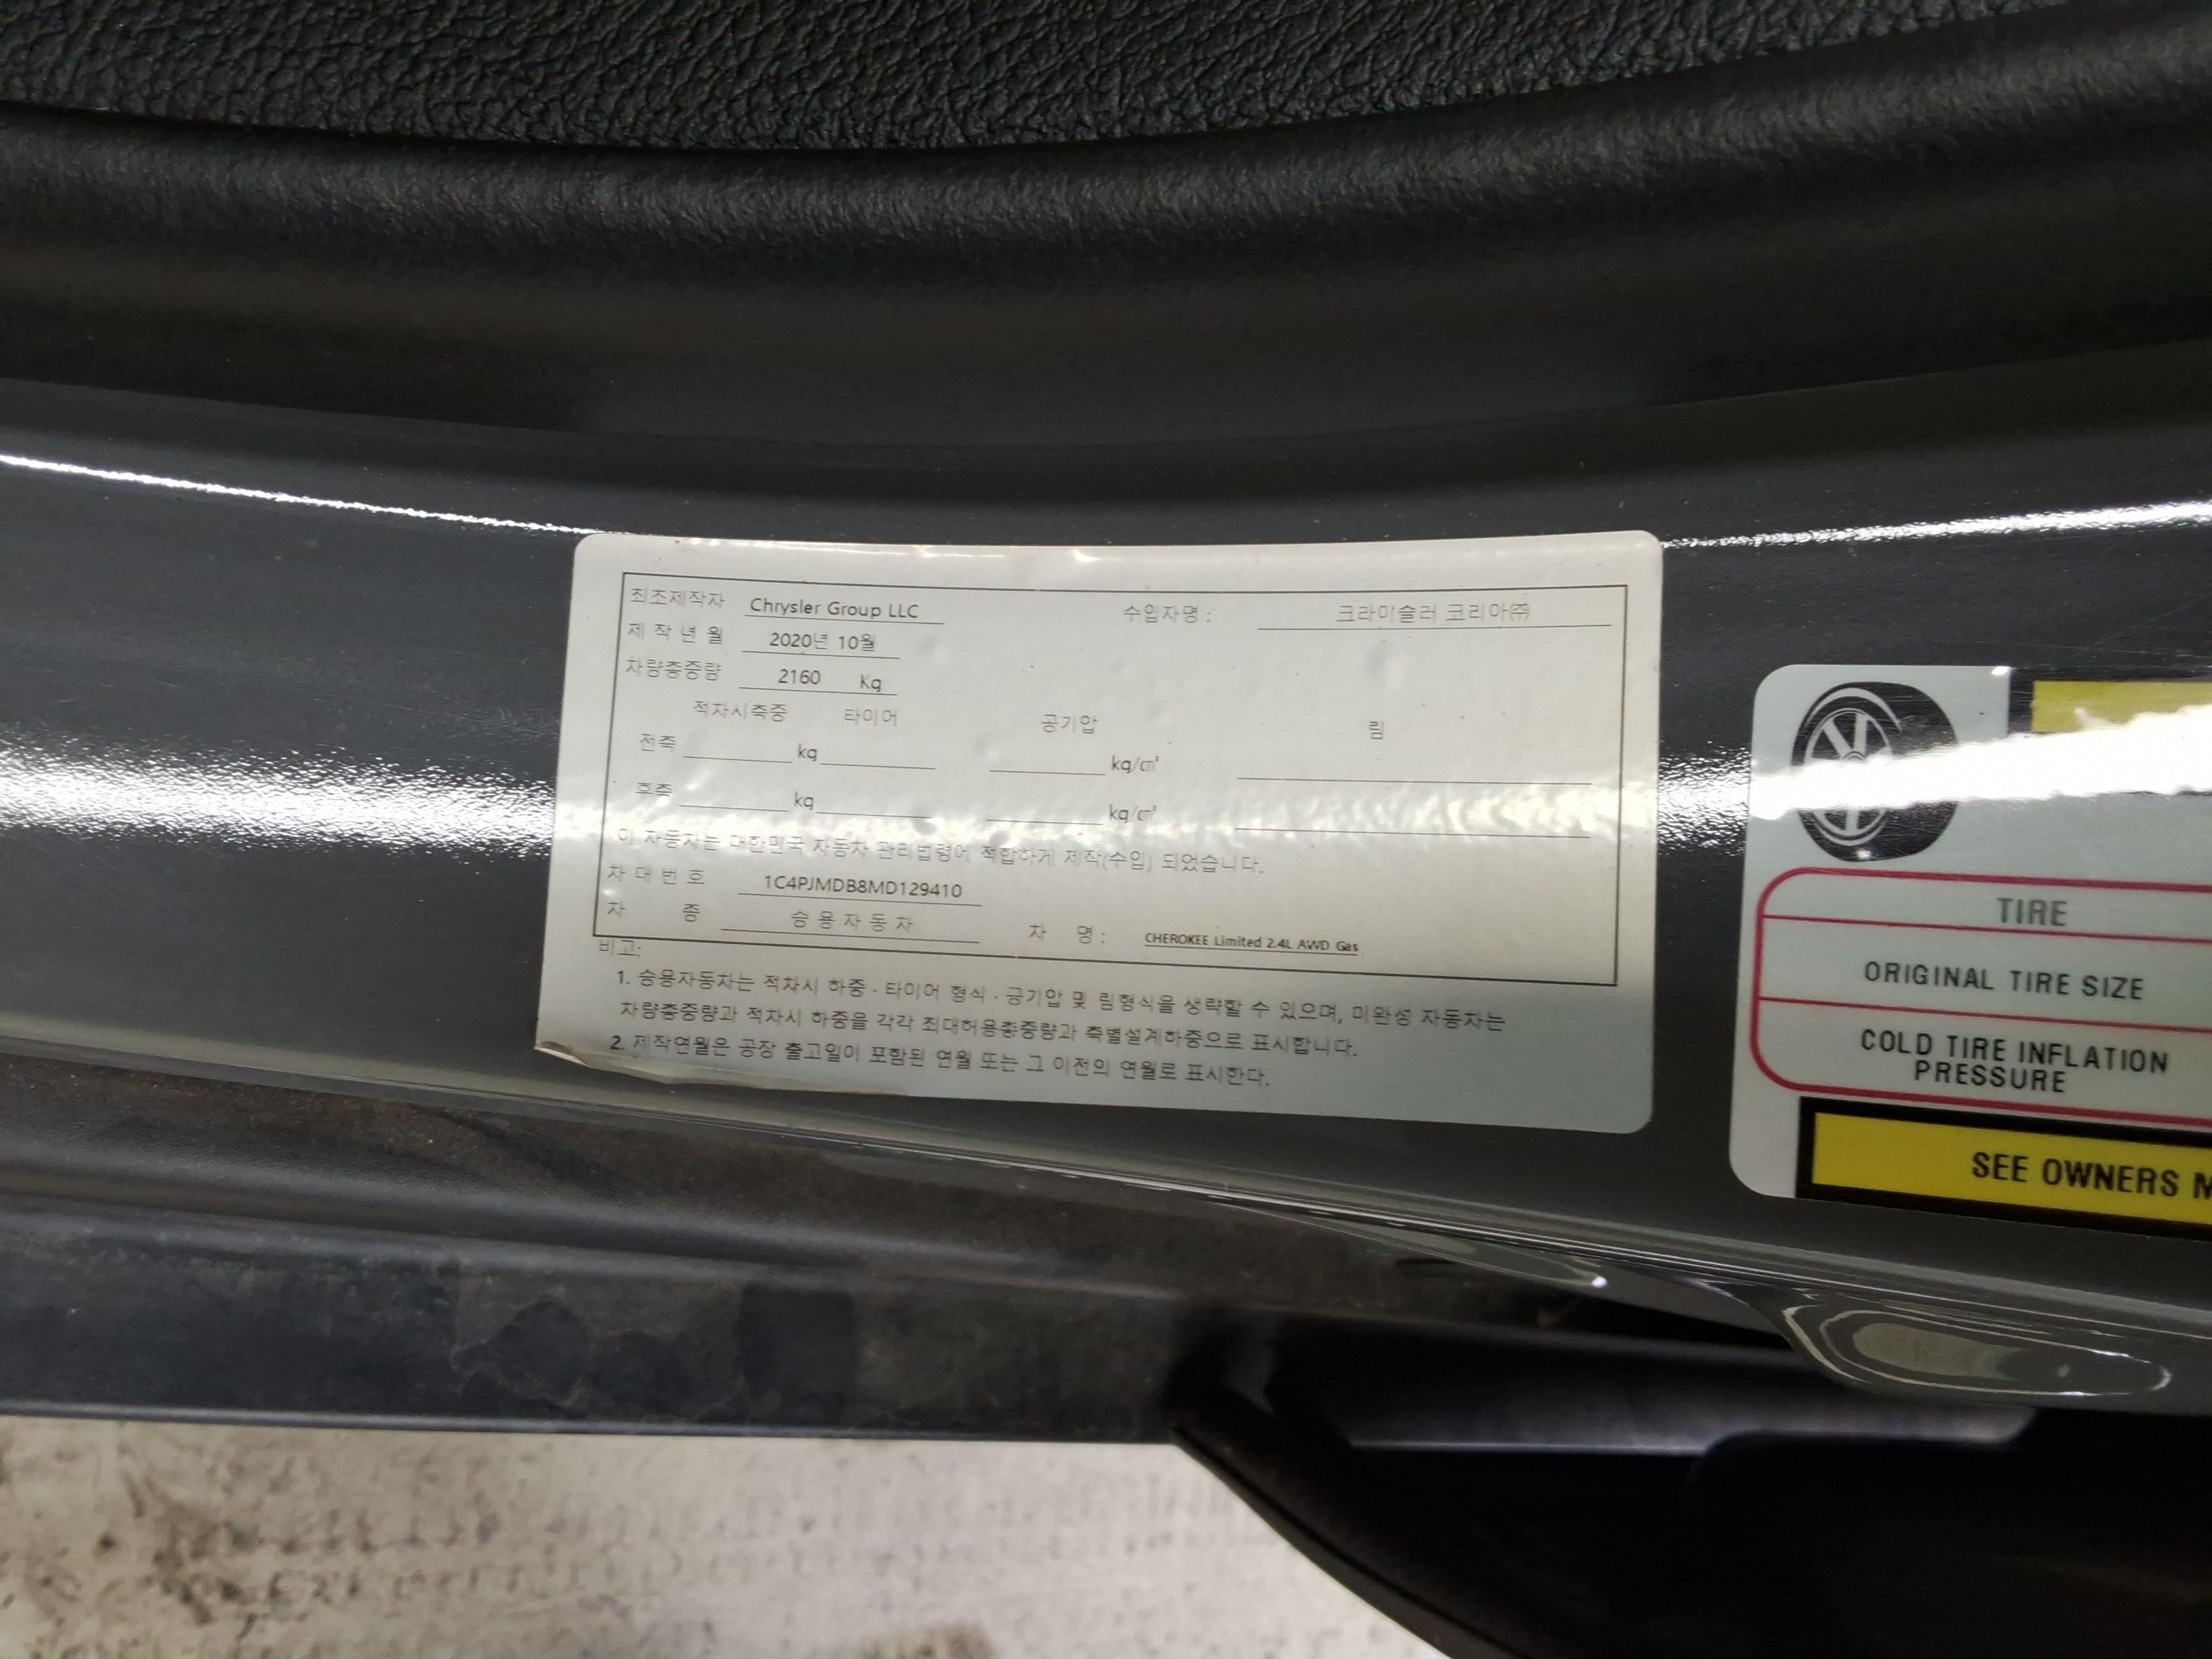 최초제작자 Chrysler Group LLC 수입자명 : 크라이슬러 코리아㈜
제 작 년 월 2020년 10월
차량총중량 2160 Kg
적차시축중 타이어 공기압 림
전축 kg kg/㎠
후축 kg kg/㎠
이 자동차는 대한민국 자동차 관리법령에 적합하게 제작(수입) 되었습니다.
차 대 번 호 1C4PJMDB8MD129410
차 종 승 용 자 동 차 차 명 : CHEROKEE Limited 2.4L AWD Gas
비고:
1. 승용자동차는 적차시 하중 · 타이어 형식 · 공기압 및 림형식을 생략할 수 있으며, 미완성 자동차는
차량총중량과 적차시 하중을 각각 최대허용총중량과 축별설계하중으로 표시합니다.
2. 제작연월은 공장 출고일이 포함된 연월 또는 그 이전의 연월로 표시한다.
TIRE
ORIGINAL TIRE SIZE
COLD TIRE INFLATION
PRESSURE
SEE OWNERS M